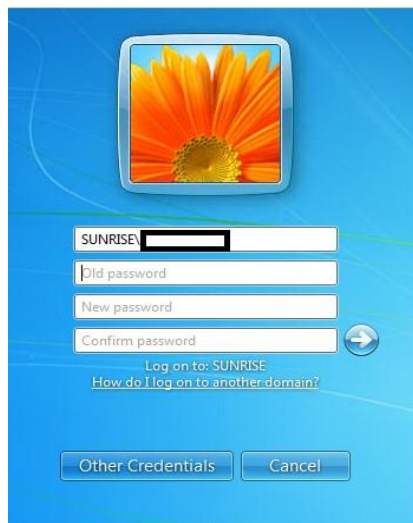 SUNRISE\
Old password
New password
Confirm password
Log on to: SUNRISE
How do I log on to another domain?
Other Credentials Cancel